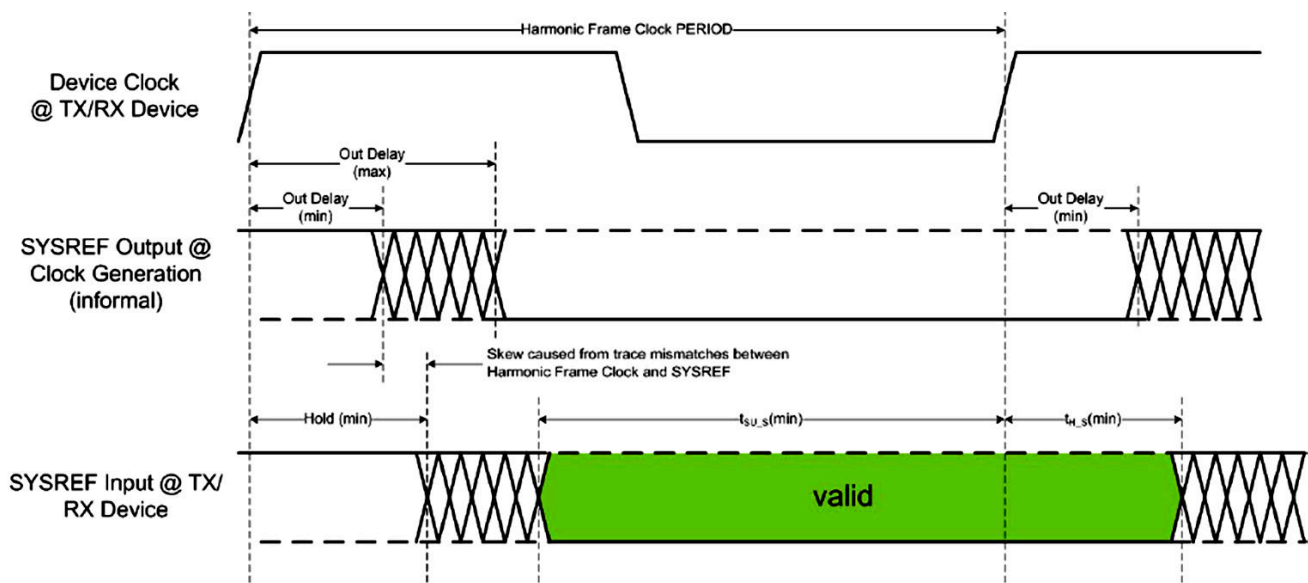 Harmonic Frame Clock PERIOD
Device Clock
@ TX/RX Device
Out Delay
(max)
Out Delay
(min)
Out Delay
(min)
SYSREF Output @
Clock Generation
(informal)
Skew caused from trace mismatches between
Harmonic Frame Clock and SYSREF
Hold (min)
tSU_S(min)
tH_S(min)
SYSREF Input @ TX/
RX Device
valid